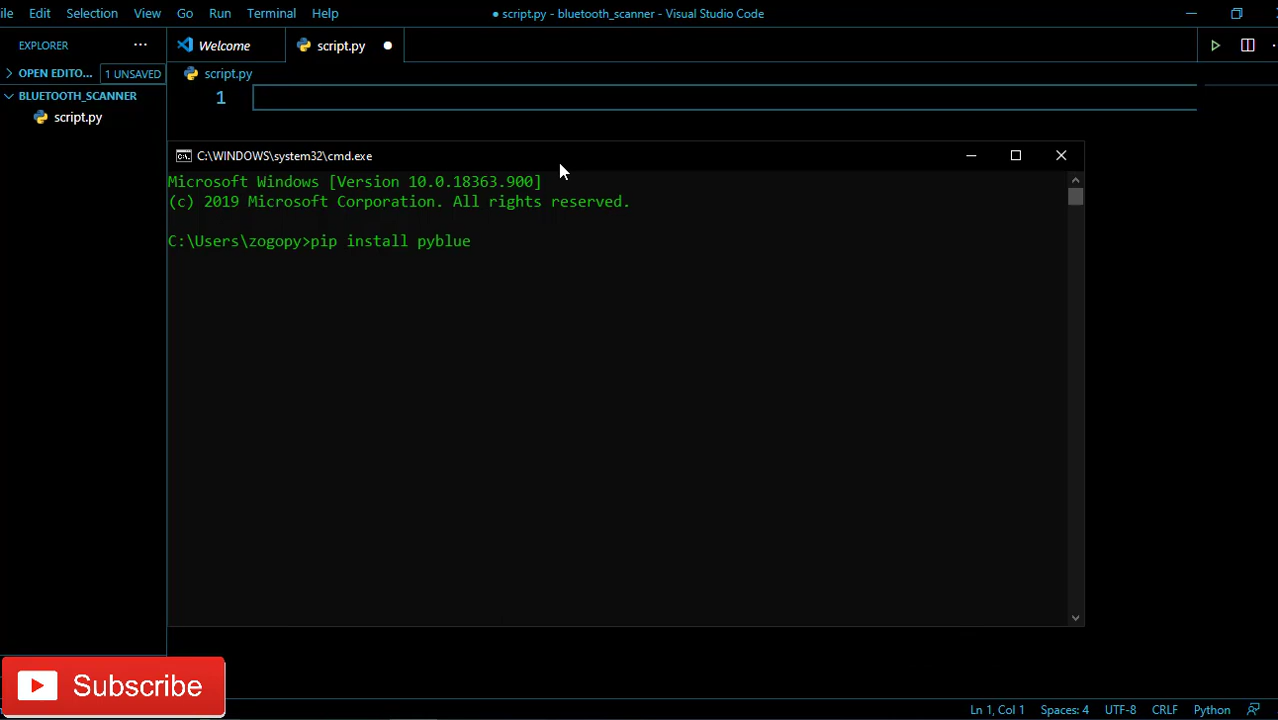 ile Edit Selection View Go Run Terminal Help ● script.py - bluetooth_scanner - Visual Studio Code
EXPLORER ... Welcome script.py
OPEN EDITO... 1 UNSAVED script.py
BLUETOOTH_SCANNER 1
script.py
C:\WINDOWS\system32\cmd.exe
Microsoft Windows [Version 10.0.18363.900]
(c) 2019 Microsoft Corporation. All rights reserved.
C:\Users\zogopy>pip install pyblue
Subscribe
Ln 1, Col 1 Spaces: 4 UTF-8 CRLF Python